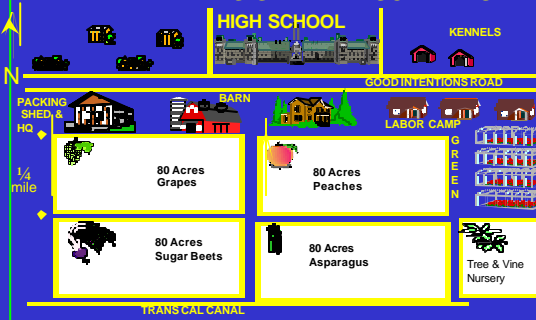 HIGH SCHOOL
KENNELS
N
GOOD INTENTIONS ROAD
PACKING
SHED &
HQ
BARN
LABOR CAMP
GREEN
¼
mile
80 Acres
Grapes
80 Acres
Peaches
80 Acres
Sugar Beets
80 Acres
Asparagus
Tree & Vine
Nursery
TRANS CAL CANAL